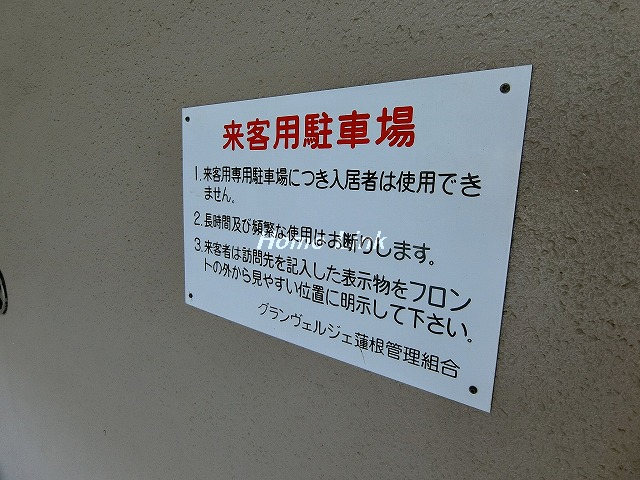 来客用駐車場
1. 来客用専用駐車場につき入居者は使用でき
ません。
2. 長時間及び頻繁な使用はお断りします。
Home Link
3. 来客者は訪問先を記入した表示物をフロン
トの外から見やすい位置に明示して下さい。
グランヴェルジェ蓮根管理組合